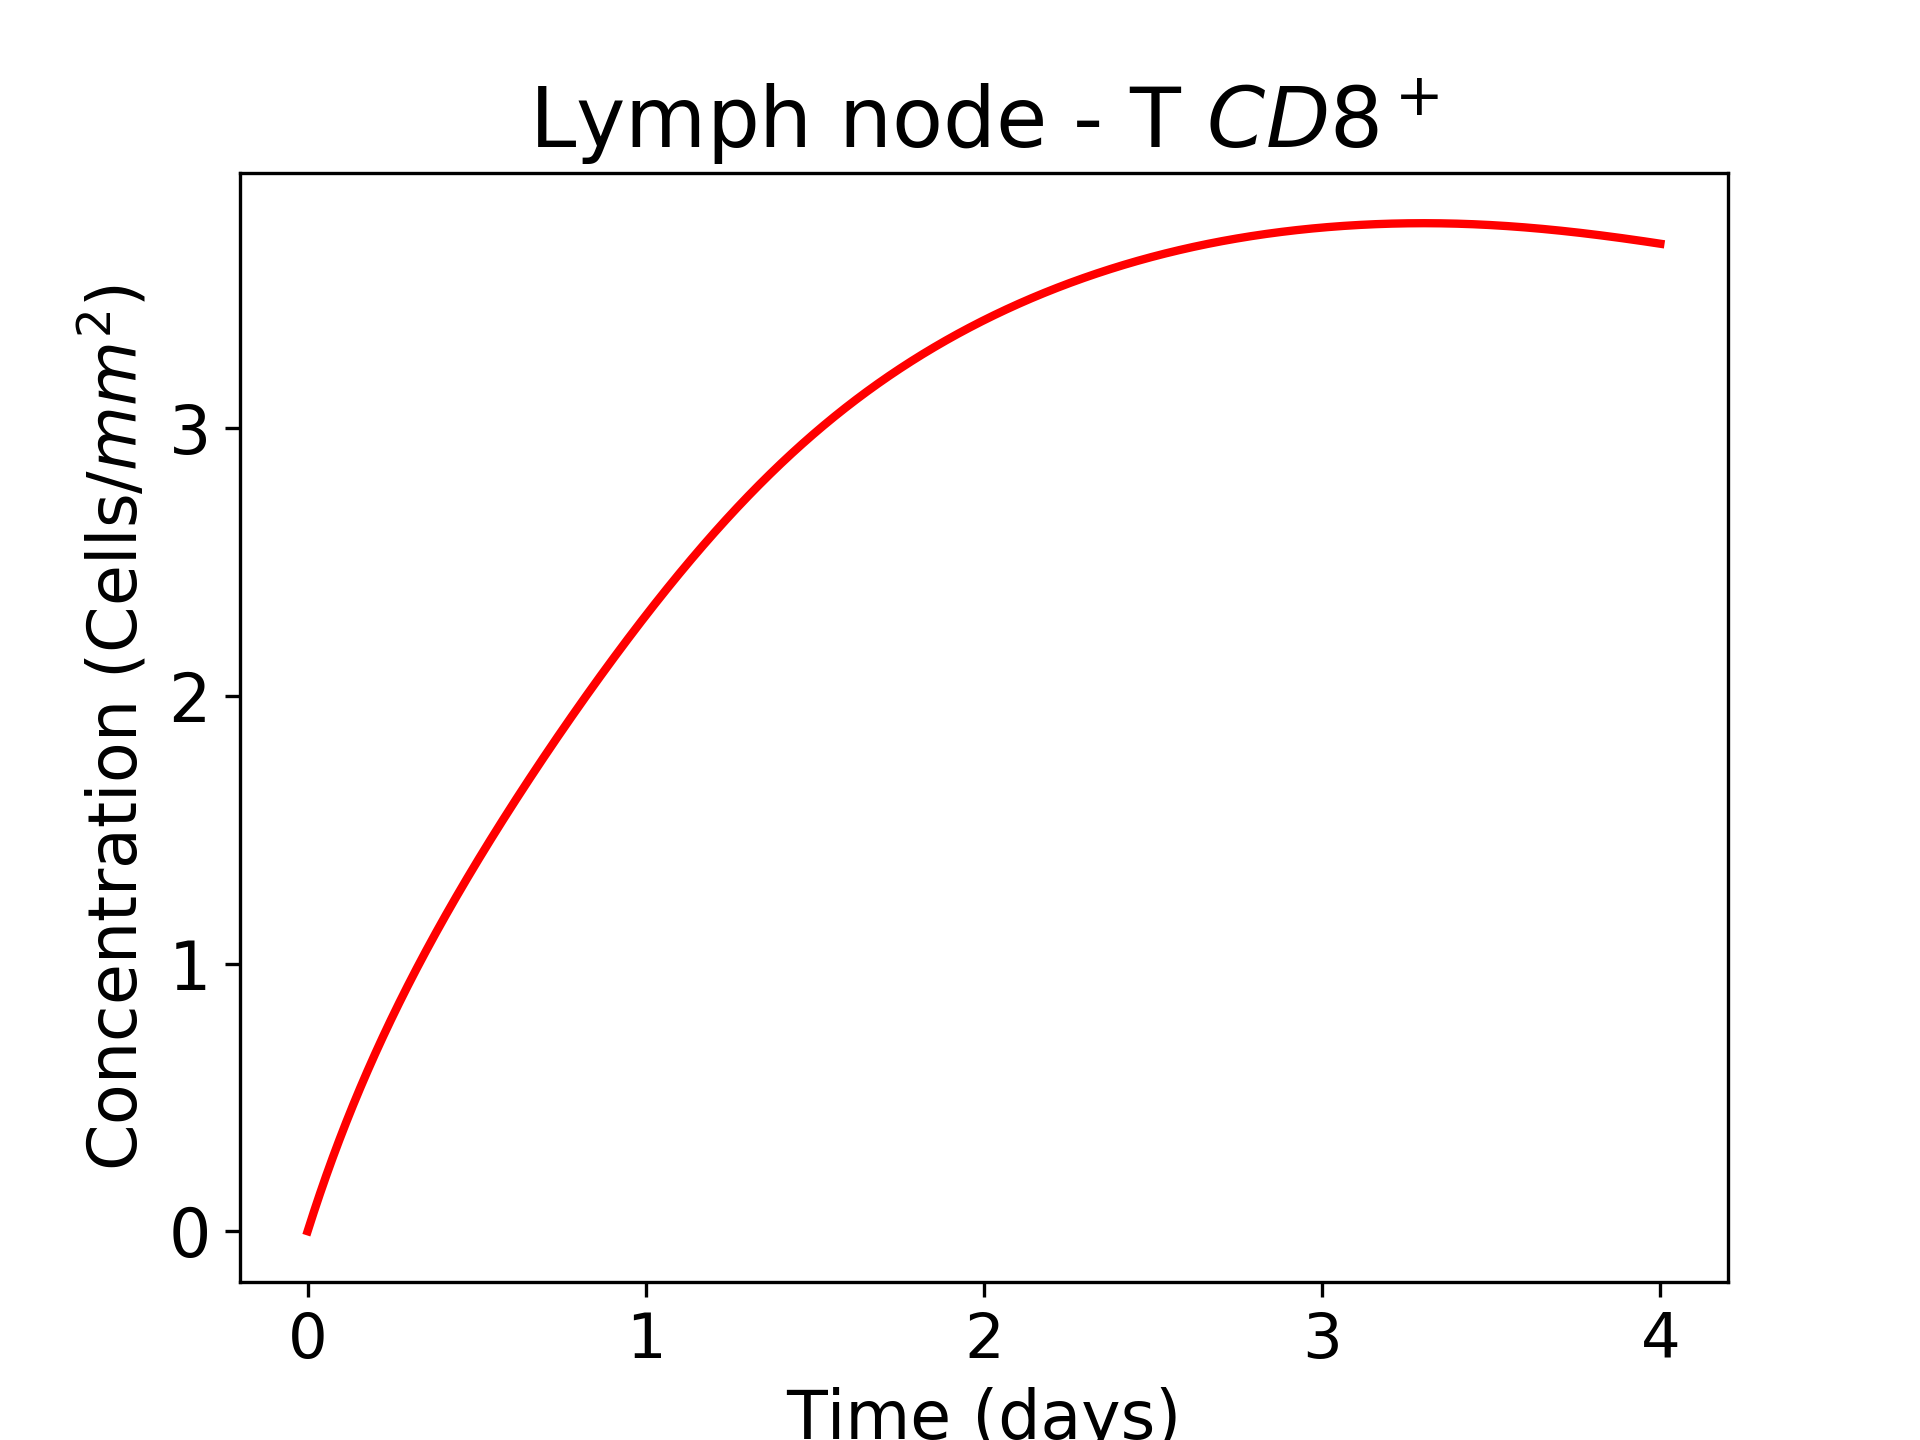 Lymph node - T CD8⁺
Concentration (Cells/mm²)
3
2
1
0
0 1 2 3 4
Time (days)